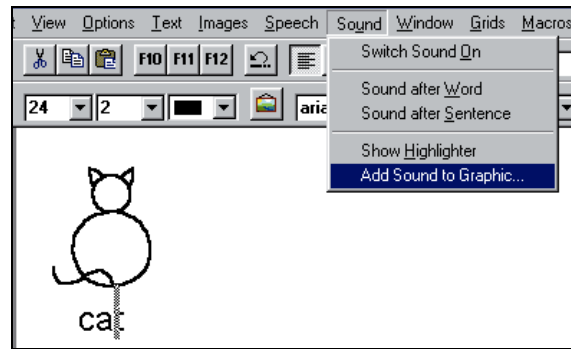 View Options Text Images Speech Sound Window Grids Macros
F10 F11 F12
Switch Sound On
24 2
Sound after Word
Sound after Sentence
Show Highlighter
Add Sound to Graphic...
cat